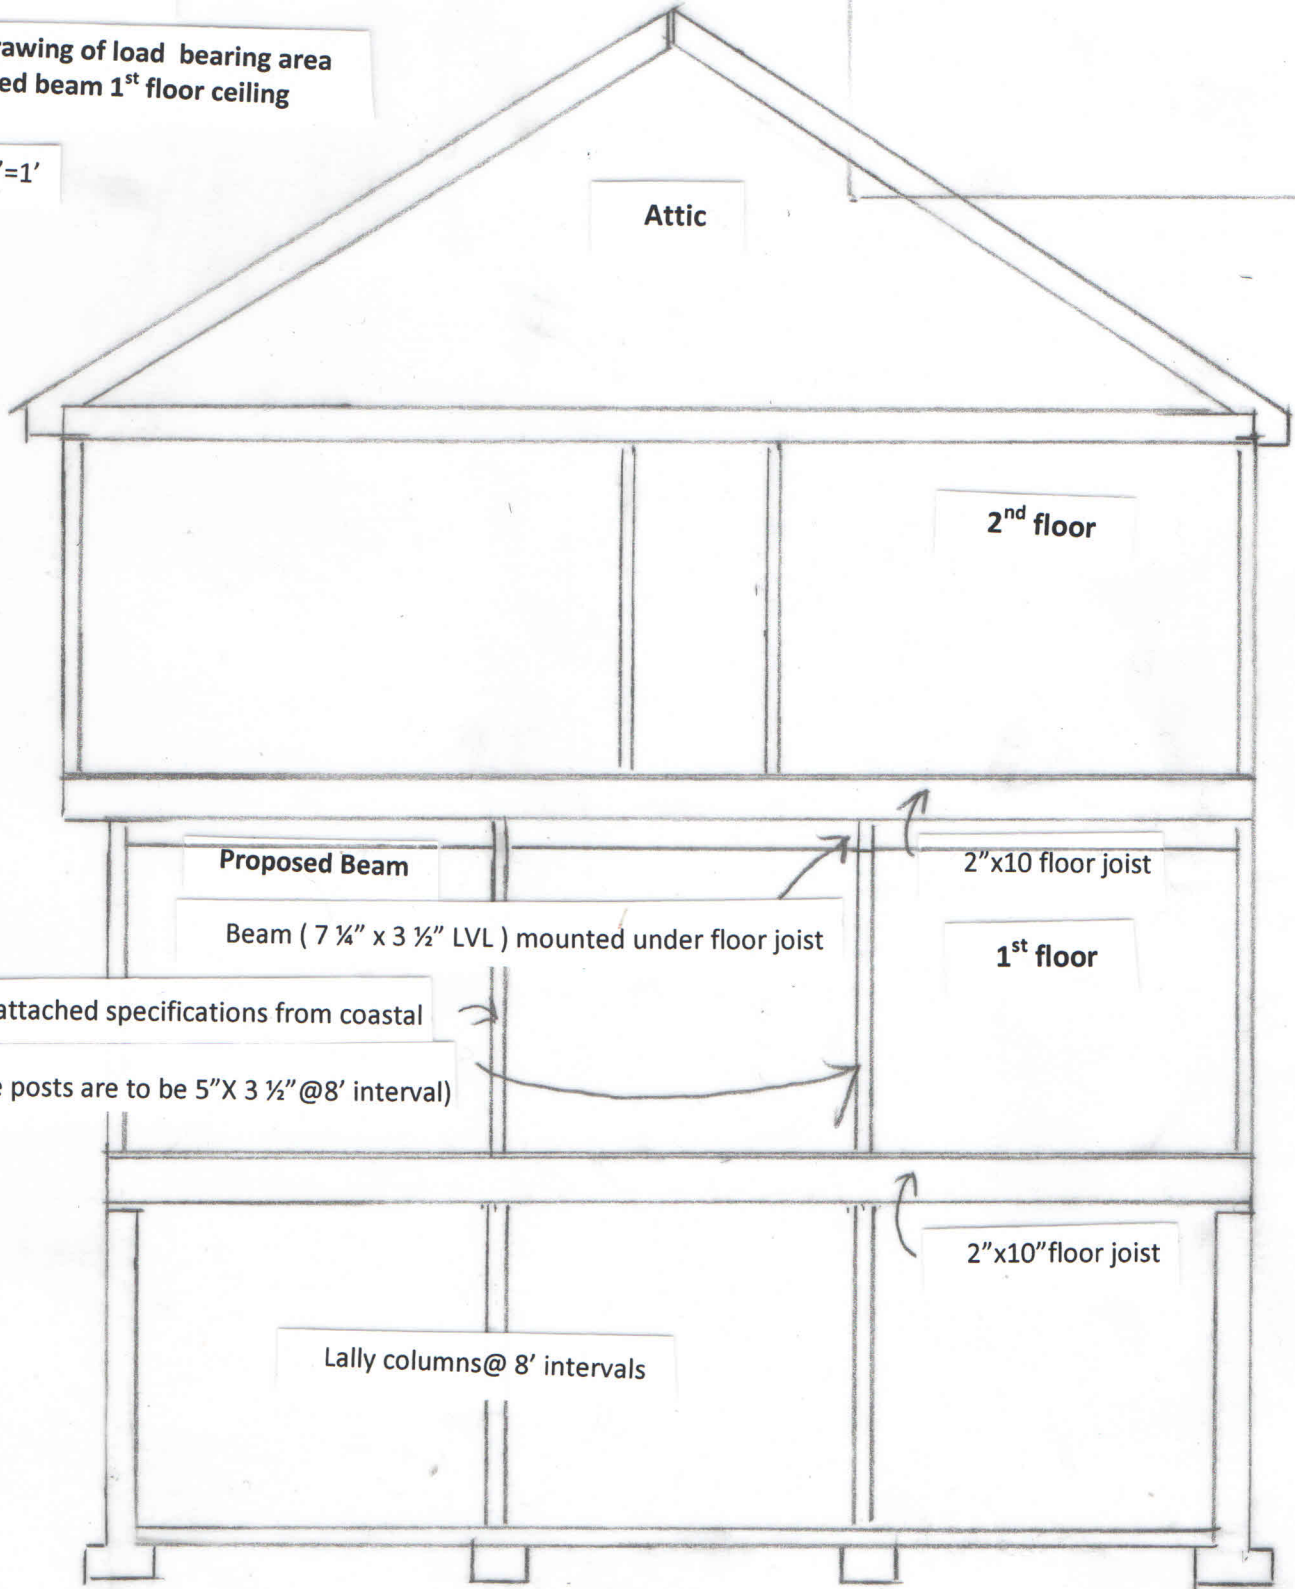 awing of load bearing area
ed beam 1st floor ceiling
=1’
Attic
2nd floor
Proposed Beam
2”x10 floor joist
Beam ( 7 ¼” x 3 ½” LVL ) mounted under floor joist
1st floor
attached specifications from coastal
posts are to be 5”X 3 ½”@8’ interval)
2”x10”floor joist
Lally columns@ 8’ intervals